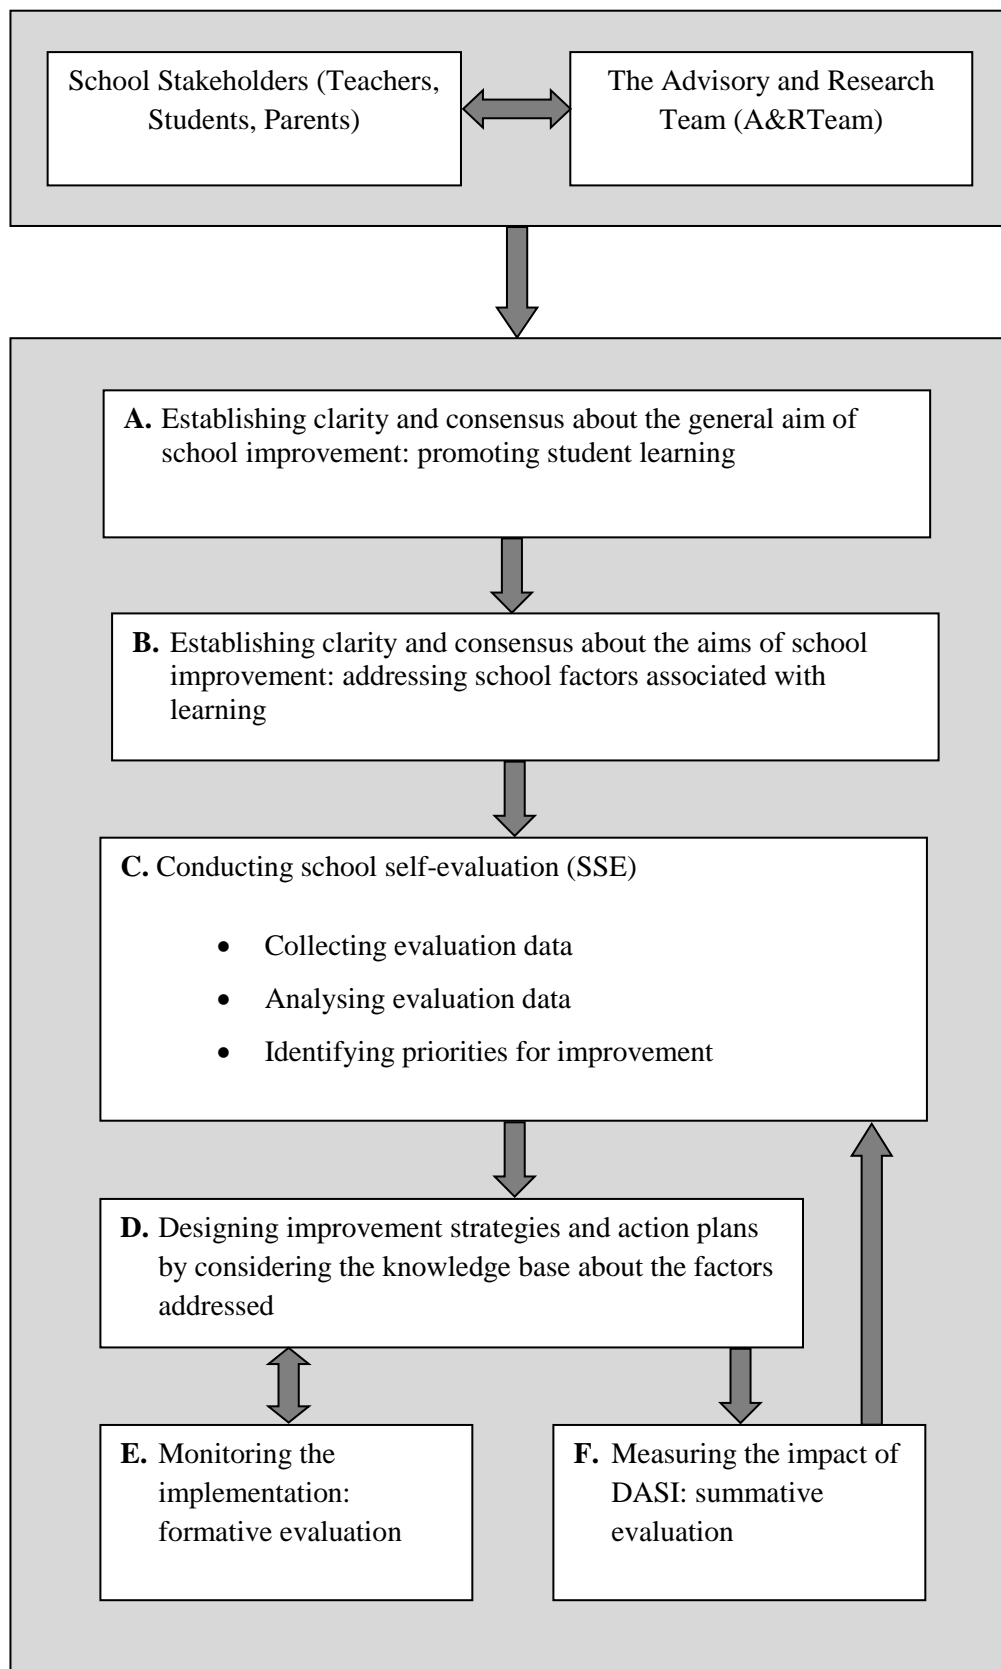 School Stakeholders (Teachers,
Students, Parents)
The Advisory and Research
Team (A&RTeam)
A. Establishing clarity and consensus about the general aim of
school improvement: promoting student learning
B. Establishing clarity and consensus about the aims of school
improvement: addressing school factors associated with
learning
C. Conducting school self-evaluation (SSE)
• Collecting evaluation data
• Analysing evaluation data
• Identifying priorities for improvement
D. Designing improvement strategies and action plans
by considering the knowledge base about the factors
addressed
E. Monitoring the
implementation:
formative evaluation
F. Measuring the impact of
DASI: summative
evaluation